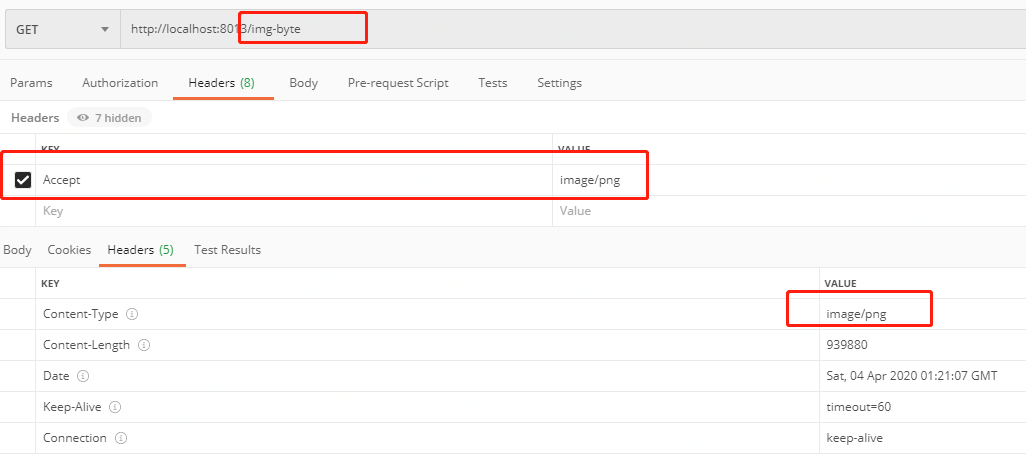 GET http://localhost:8013/img-byte
Params Authorization Headers (8) Body Pre-request Script Tests Settings
Headers 7 hidden
KEY VALUE
Accept image/png
Key Value
Body Cookies Headers (5) Test Results
KEY VALUE
Content-Type image/png
Content-Length 939880
Date Sat, 04 Apr 2020 01:21:07 GMT
Keep-Alive timeout=60
Connection keep-alive